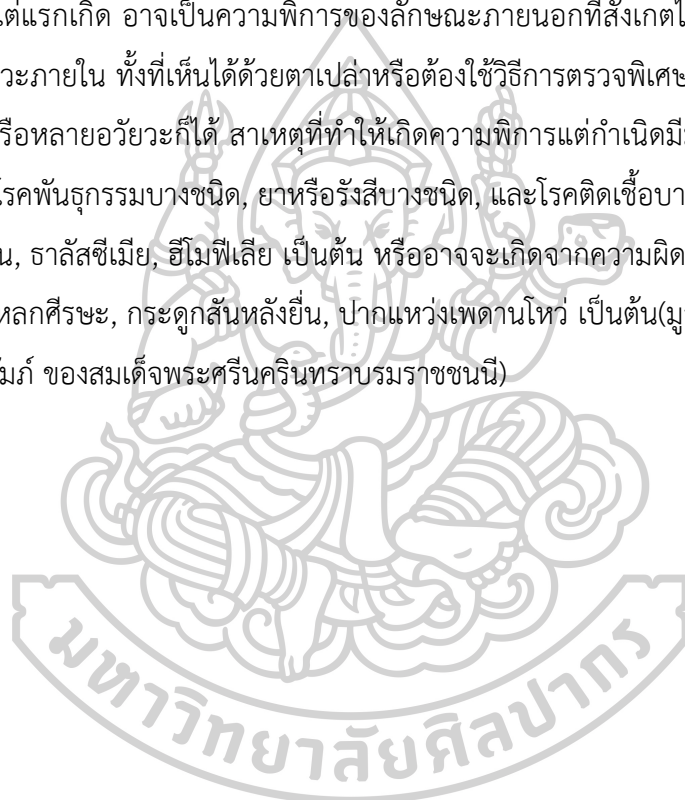 ต่แรกเกิด อาจเป็นความพิการของลักษณะภายนอกที่สังเกตไ
วะภายใน ทั้งที่เห็นได้ด้วยตาเปล่าหรือต้องใช้วิธีการตรวจพิเศษ
รือหลายอวัยวะก็ได้ สาเหตุที่ทำให้เกิดความพิการแต่กำเนิดมี
โรคพันธุกรรมบางชนิด, ยาหรือรังสีบางชนิด, และโรคติดเชื้อบา
น, ธาลัสซีเมีย, ฮีโมฟีเลีย เป็นต้น หรืออาจจะเกิดจากความผิด
หลกศีรษะ, กระดูกสันหลังยื่น, ปากแหว่งเพดานโหว่ เป็นต้น(มู
มภ์ ของสมเด็จพระศรีนครินทราบรมราชชนนี)
มหาวิทยาลัยศิลปากร